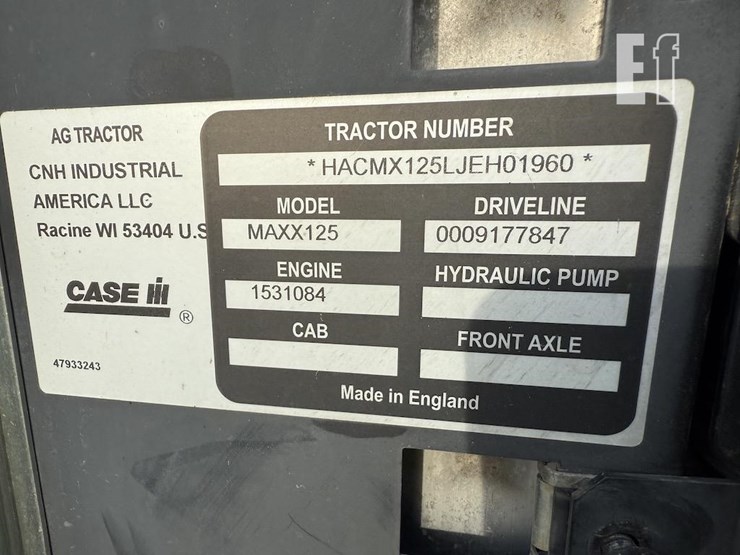 Ef
AG TRACTOR
CNH INDUSTRIAL
AMERICA LLC
Racine WI 53404 U.S
CASE IH
®
47933243
TRACTOR NUMBER
* HACMX125LJEH01960 *
MODEL DRIVELINE
MAXX125 0009177847
ENGINE HYDRAULIC PUMP
1531084
CAB FRONT AXLE
Made in England